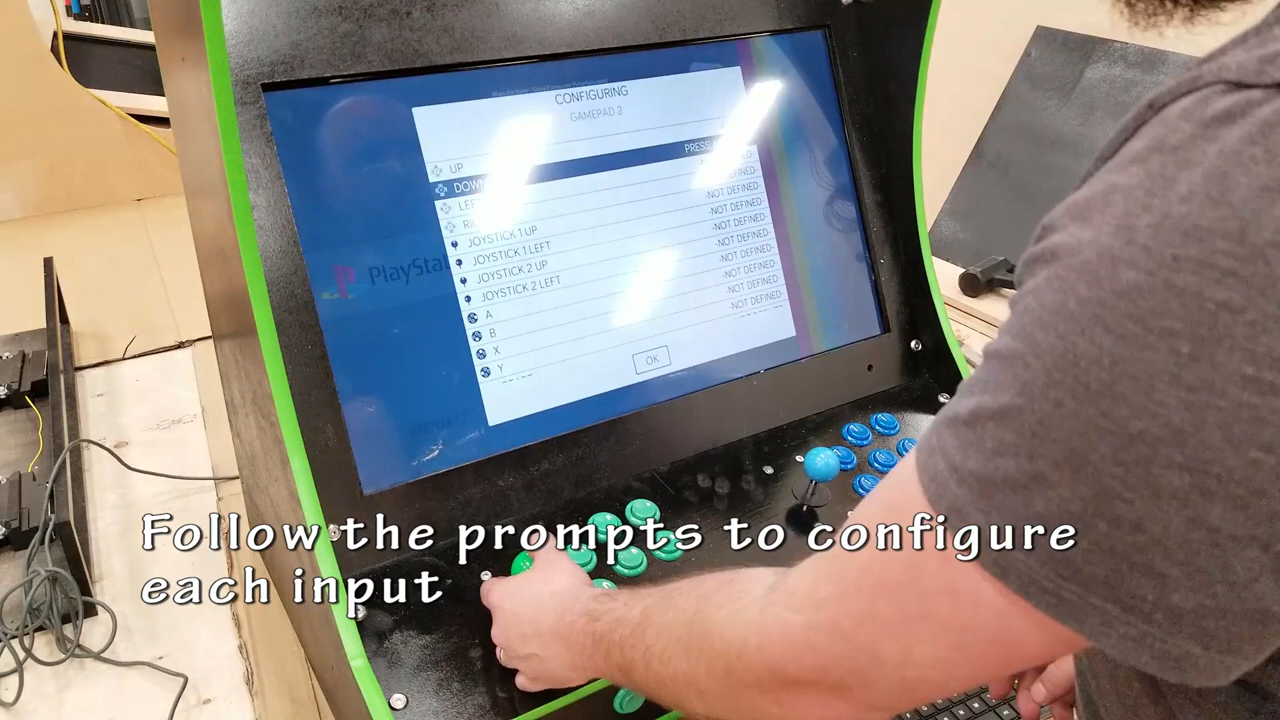 CONFIGURING
GAMEPAD 2
UP
PRESS
JOYSTICK 1 UP
-NOT DEFINED-
JOYSTICK 1 LEFT
-NOT DEFINED-
JOYSTICK 2 UP
-NOT DEFINED-
JOYSTICK 2 LEFT
-NOT DEFINED-
A
-NOT DEFINED-
B
-NOT DEFINED-
X
-NOT DEFINED-
Y
OK
Follow the prompts to configure
each input